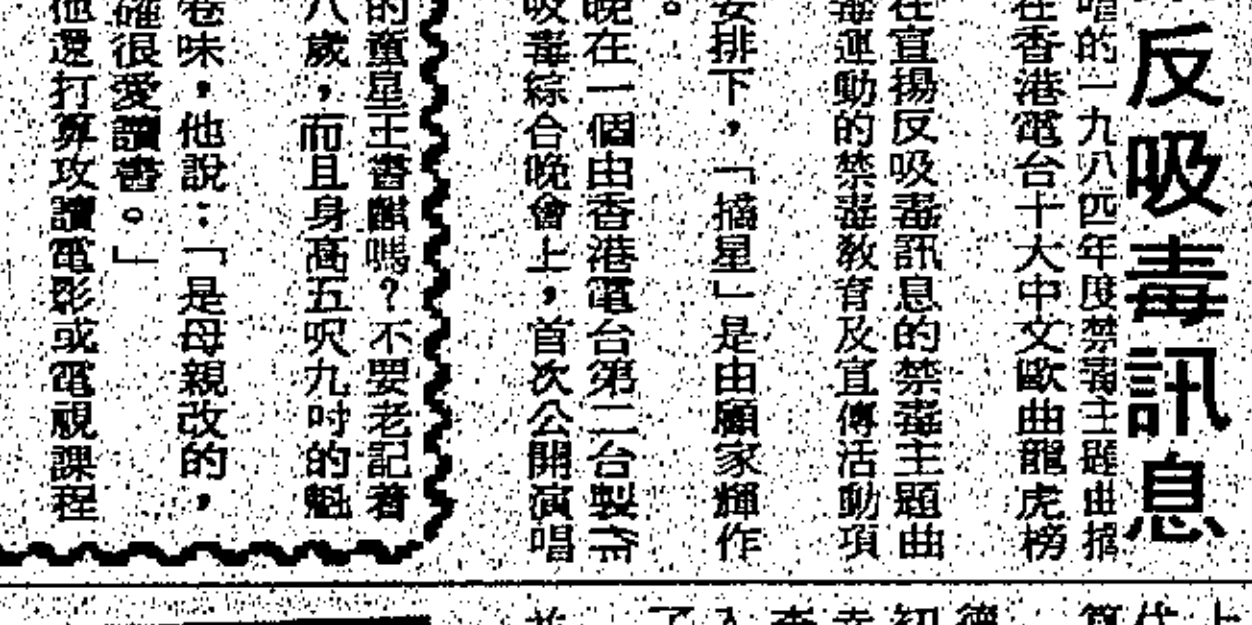 反吸毒訊息
唱的一九八四年度禁毒主題曲摘
在香港電台十大中文歌曲龍虎榜
在宣揚反吸毒訊息的禁毒主題曲
毒運動的禁毒教育及宣傳活動項
安排下，「摘星」是由顧家輝作
。
晚在一個由香港電台第二台製作
吸毒綜合晚會上，首次公開演唱
的童星王書麒嗎？不要老記着
八歲，而且身高五呎九吋的魁
卷味，他說：「是母親改的，
確很愛讀書。」
他還打算攻讀電影或電視課程